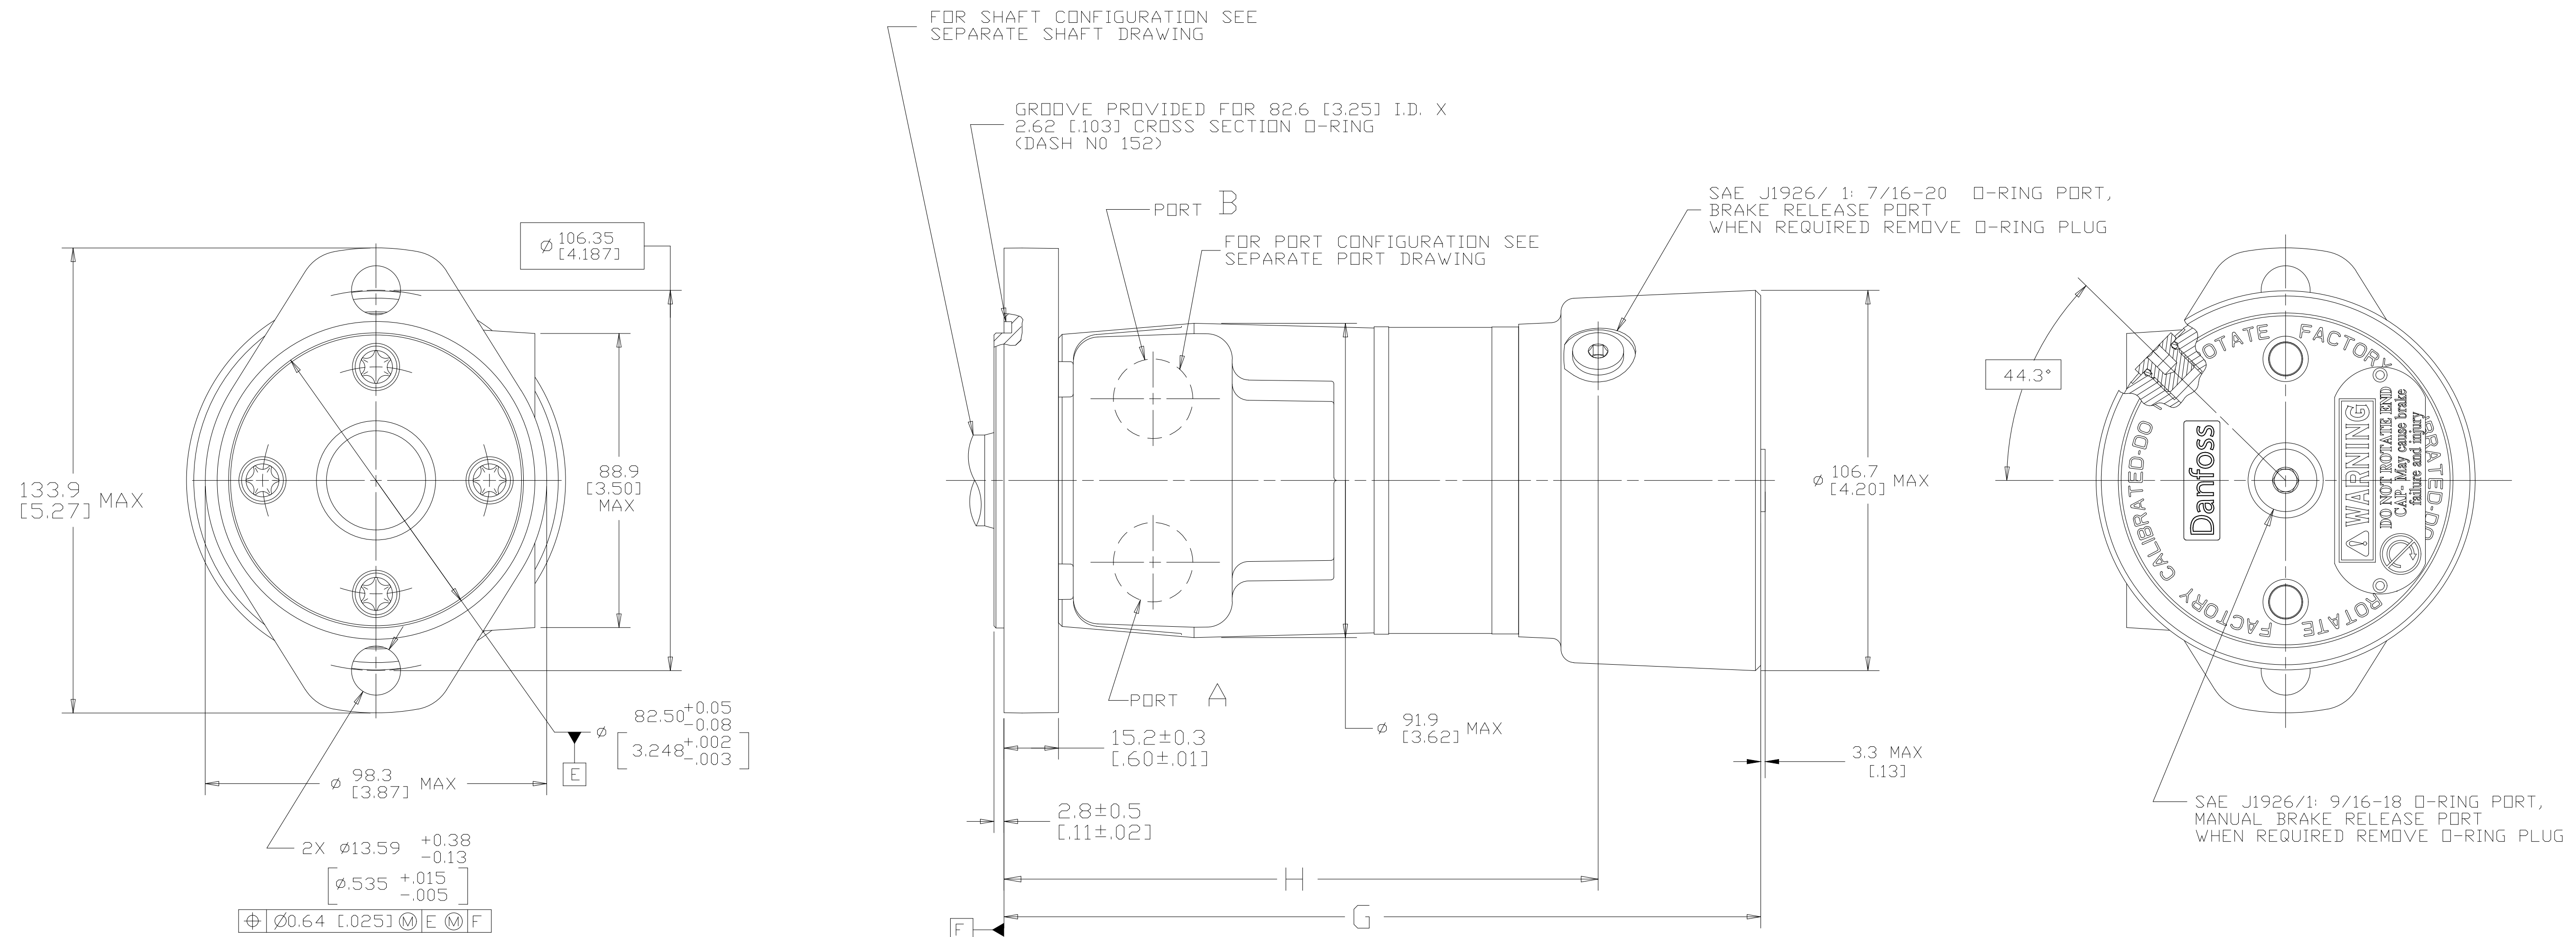 FOR SHAFT CONFIGURATION SEE
SEPARATE SHAFT DRAWING
GROOVE PROVIDED FOR 82.6 [3.25] I.D. X
2.62 [.103] CROSS SECTION O-RING
(DASH NO 152)
PORT B
FOR PORT CONFIGURATION SEE
SEPARATE PORT DRAWING
SAE J1926/ 1: 7/16-20 O-RING PORT,
BRAKE RELEASE PORT
WHEN REQUIRED REMOVE O-RING PLUG
Ø 106.35
[4.187]
133.9
[5.27] MAX
88.9
[3.50]
MAX
Ø 82.50 +0.05 -0.08
[3.248 +.002 -.003]
E
Ø 98.3
[3.87] MAX
2X Ø13.59 +0.38 -0.13
[Ø.535 +.015 -.005]
⌖ Ø0.64 [.025] Ⓜ E Ⓜ F
PORT A
15.2±0.3
[.60±.01]
2.8±0.5
[.11±.02]
Ø 91.9
[3.62] MAX
Ø 106.7
[4.20] MAX
3.3 MAX
[.13]
H
G
F
44.3°
ROTATE FACTORY
CALIBRATED-DO
BRATED-DO
ROTATE FACTORY
Danfoss
WARNING
DO NOT ROTATE END
CAP- May cause brake
failure and injury
SAE J1926/1: 9/16-18 O-RING PORT,
MANUAL BRAKE RELEASE PORT
WHEN REQUIRED REMOVE O-RING PLUG